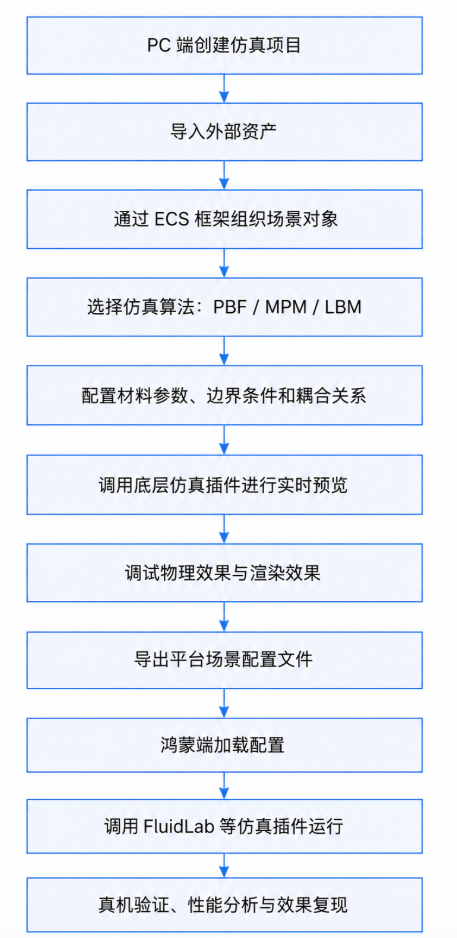 PC 端创建仿真项目
导入外部资产
通过 ECS 框架组织场景对象
选择仿真算法：PBF / MPM / LBM
配置材料参数、边界条件和耦合关系
调用底层仿真插件进行实时预览
调试物理效果与渲染效果
导出平台场景配置文件
鸿蒙端加载配置
调用 FluidLab 等仿真插件运行
真机验证、性能分析与效果复现